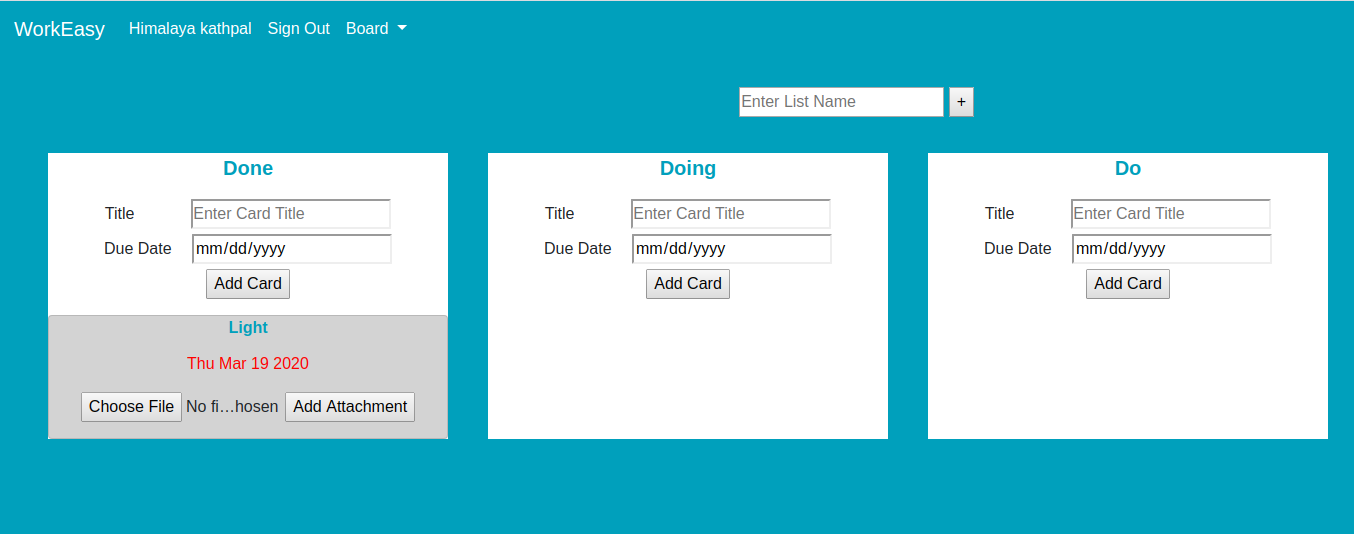 WorkEasy Himalaya kathpal Sign Out Board
Enter List Name +
Done
Title Enter Card Title
Due Date mm/dd/yyyy
Add Card
Light
Thu Mar 19 2020
Choose File No fi...hosen Add Attachment
Doing
Title Enter Card Title
Due Date mm/dd/yyyy
Add Card
Do
Title Enter Card Title
Due Date mm/dd/yyyy
Add Card